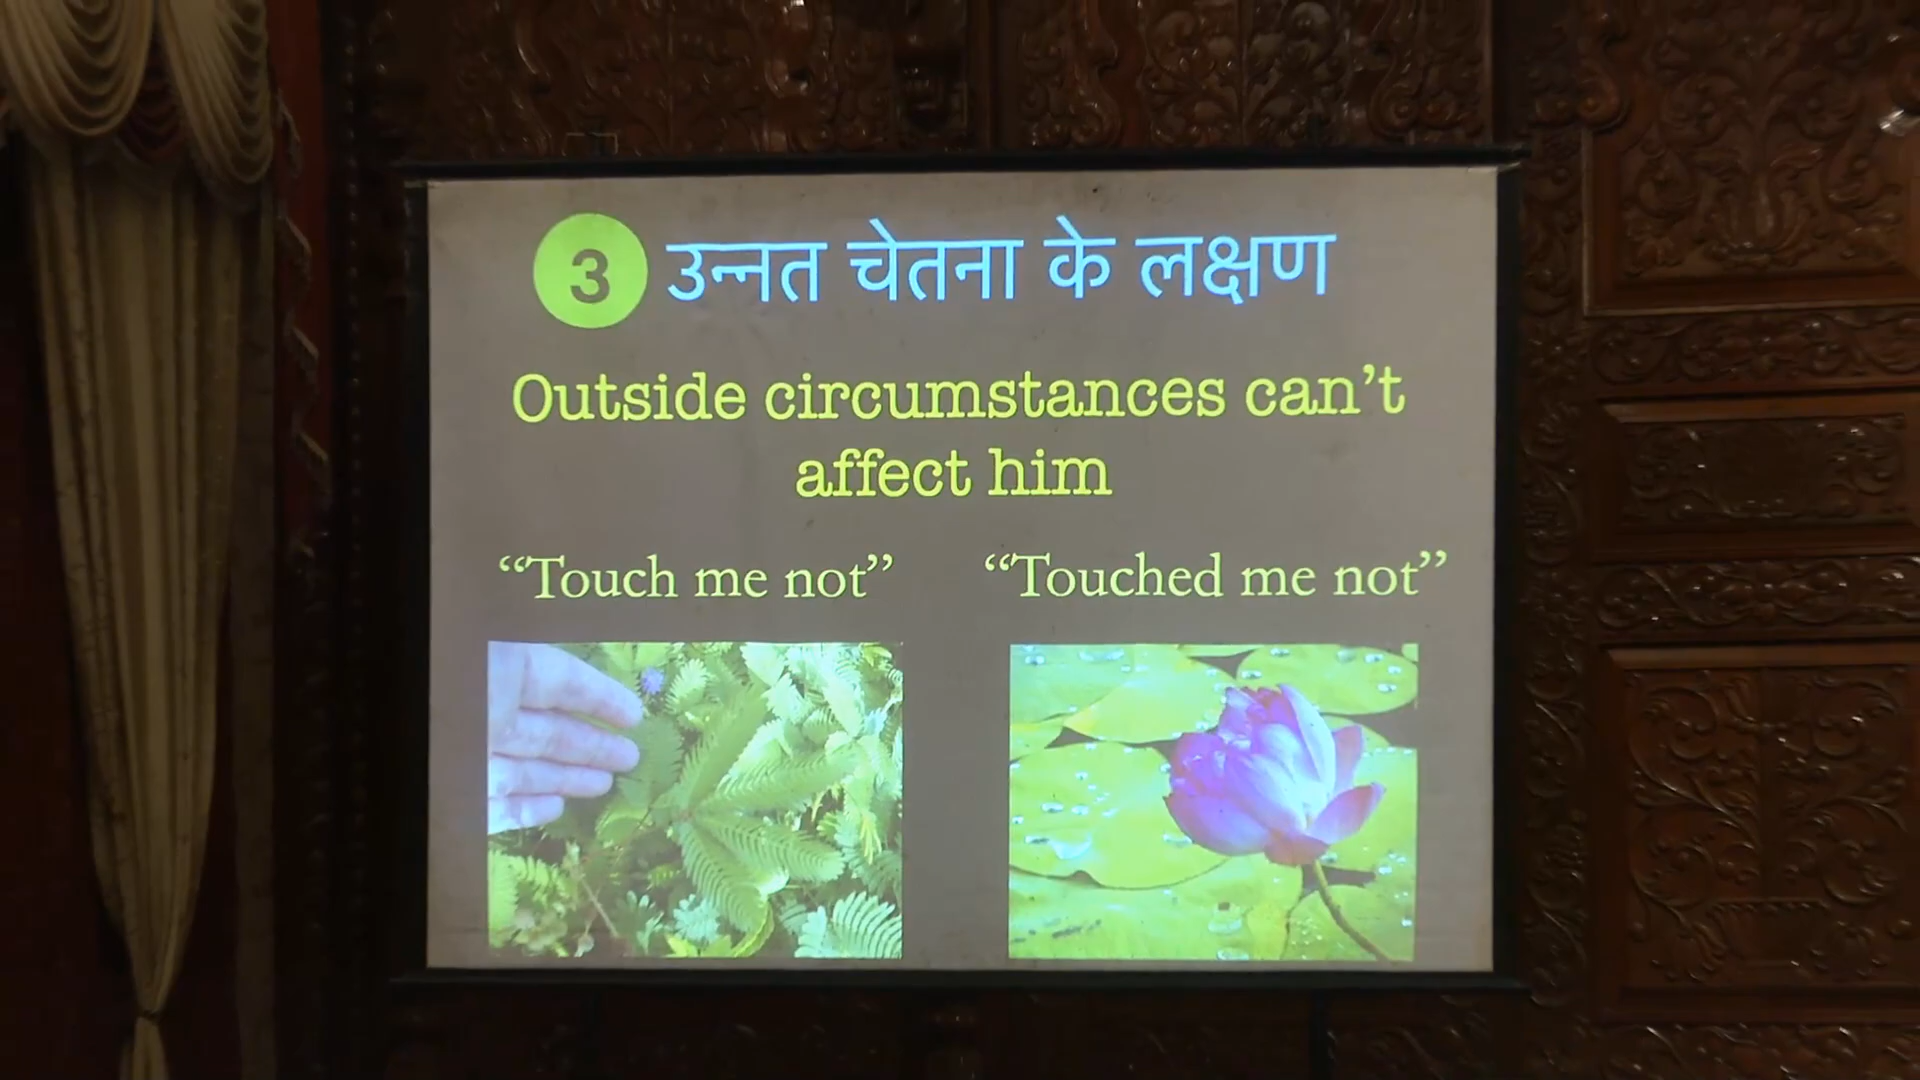 3 उन्नत चेतना के लक्षण
Outside circumstances can’t
affect him
“Touch me not” “Touched me not”